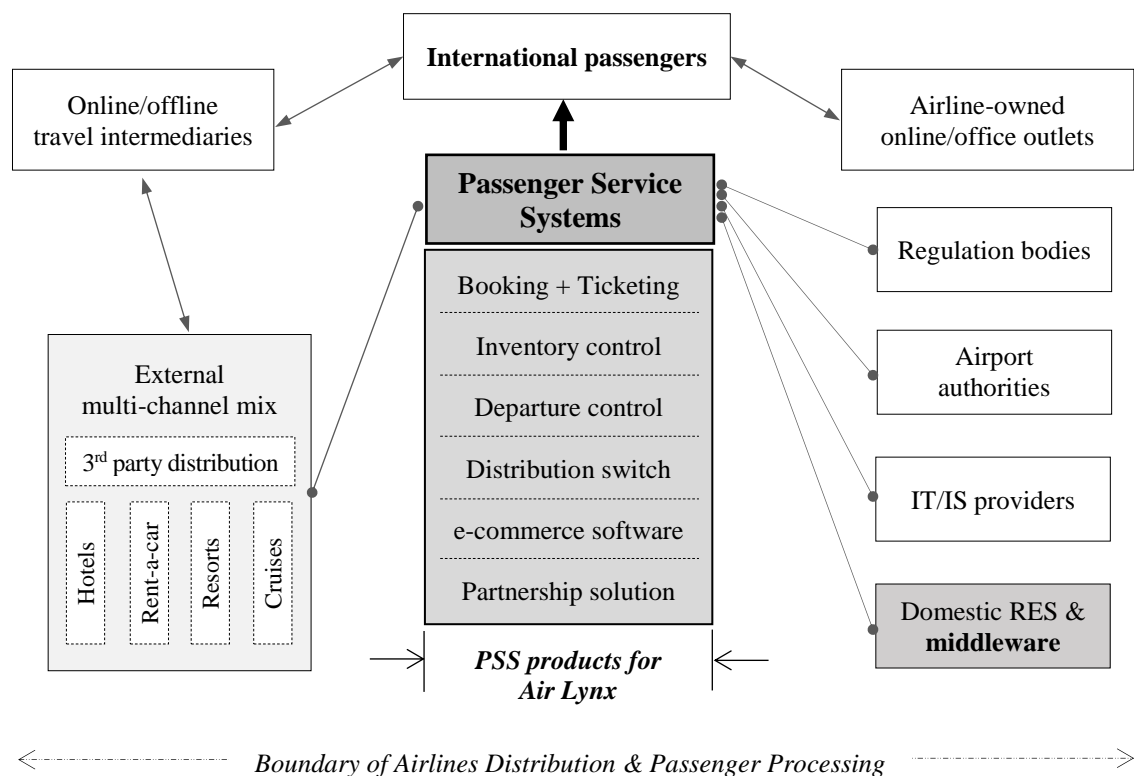 International passengers
Online/offline
travel intermediaries
Airline-owned
online/office outlets
Passenger Service
Systems
Booking + Ticketing
Inventory control
Departure control
Distribution switch
e-commerce software
Partnership solution
External
multi-channel mix
3rd party distribution
Hotels
Rent-a-car
Resorts
Cruises
Regulation bodies
Airport
authorities
IT/IS providers
Domestic RES &
middleware
PSS products for
Air Lynx
Boundary of Airlines Distribution & Passenger Processing